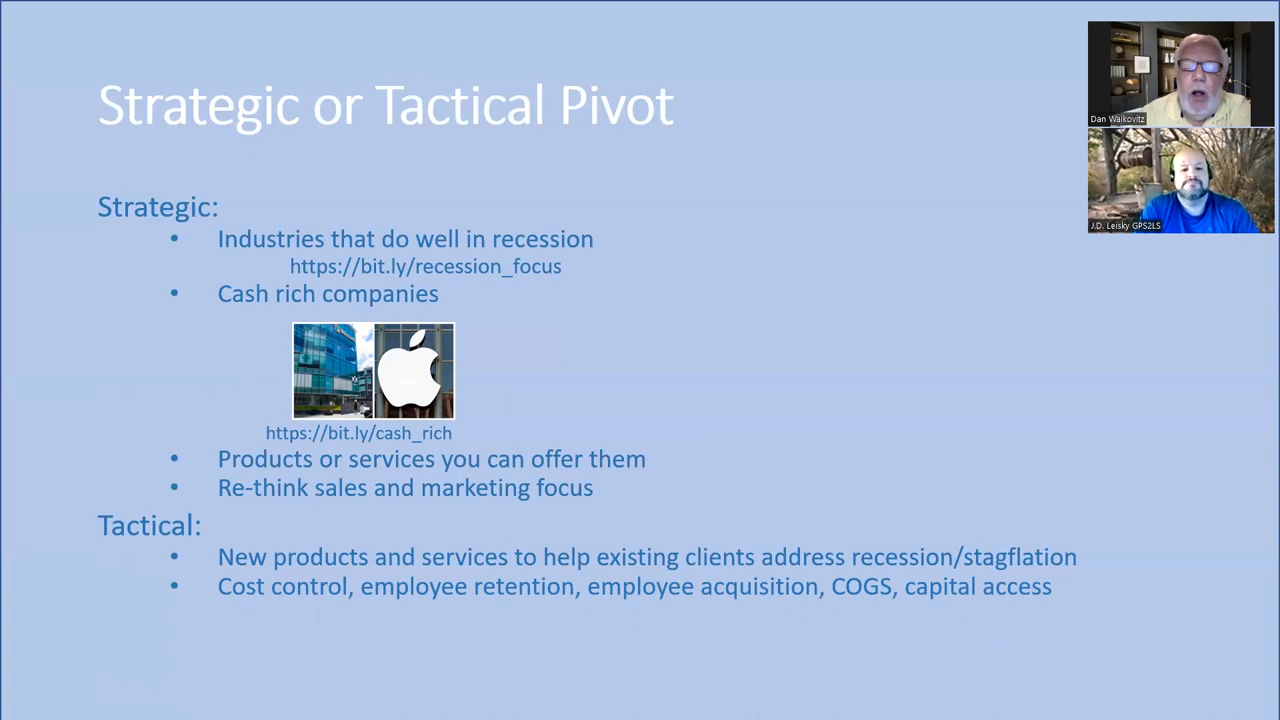 Strategic or Tactical Pivot
Dan Walkovitz
J.D. Leisky GPS2LS
Strategic:
• Industries that do well in recession
https://bit.ly/recession_focus
• Cash rich companies
https://bit.ly/cash_rich
• Products or services you can offer them
• Re-think sales and marketing focus
Tactical:
• New products and services to help existing clients address recession/stagflation
• Cost control, employee retention, employee acquisition, COGS, capital access